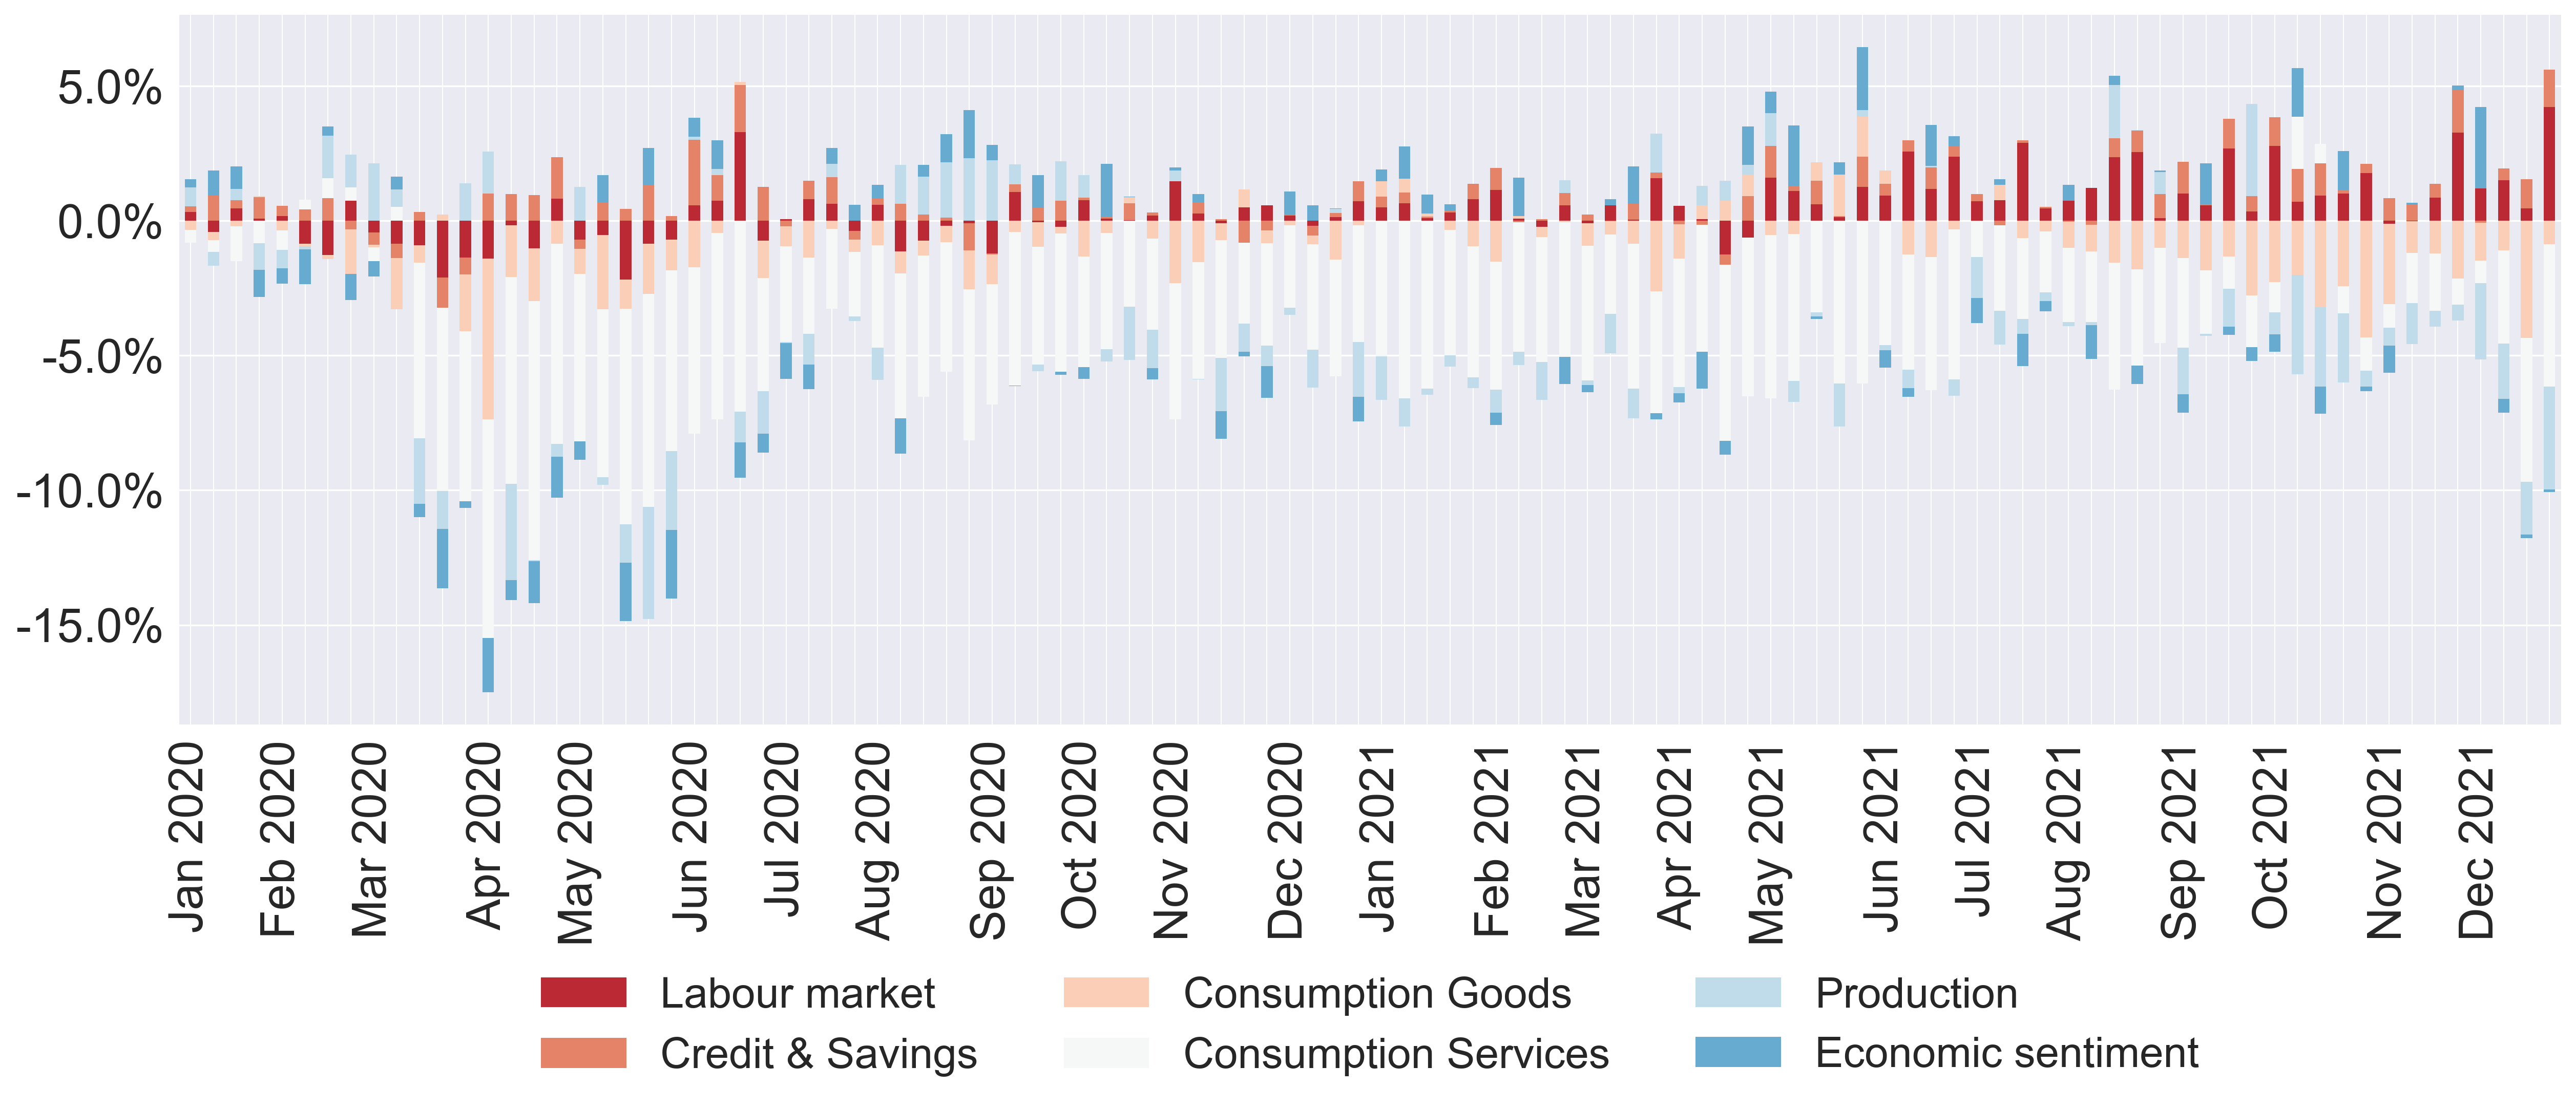 5.0%
0.0%
-5.0%
-10.0%
-15.0%
Jan 2020
Feb 2020
Mar 2020
Apr 2020
May 2020
Jun 2020
Jul 2020
Aug 2020
Sep 2020
Oct 2020
Nov 2020
Dec 2020
Jan 2021
Feb 2021
Mar 2021
Apr 2021
May 2021
Jun 2021
Jul 2021
Aug 2021
Sep 2021
Oct 2021
Nov 2021
Dec 2021
Labour market
Credit & Savings
Consumption Goods
Consumption Services
Production
Economic sentiment